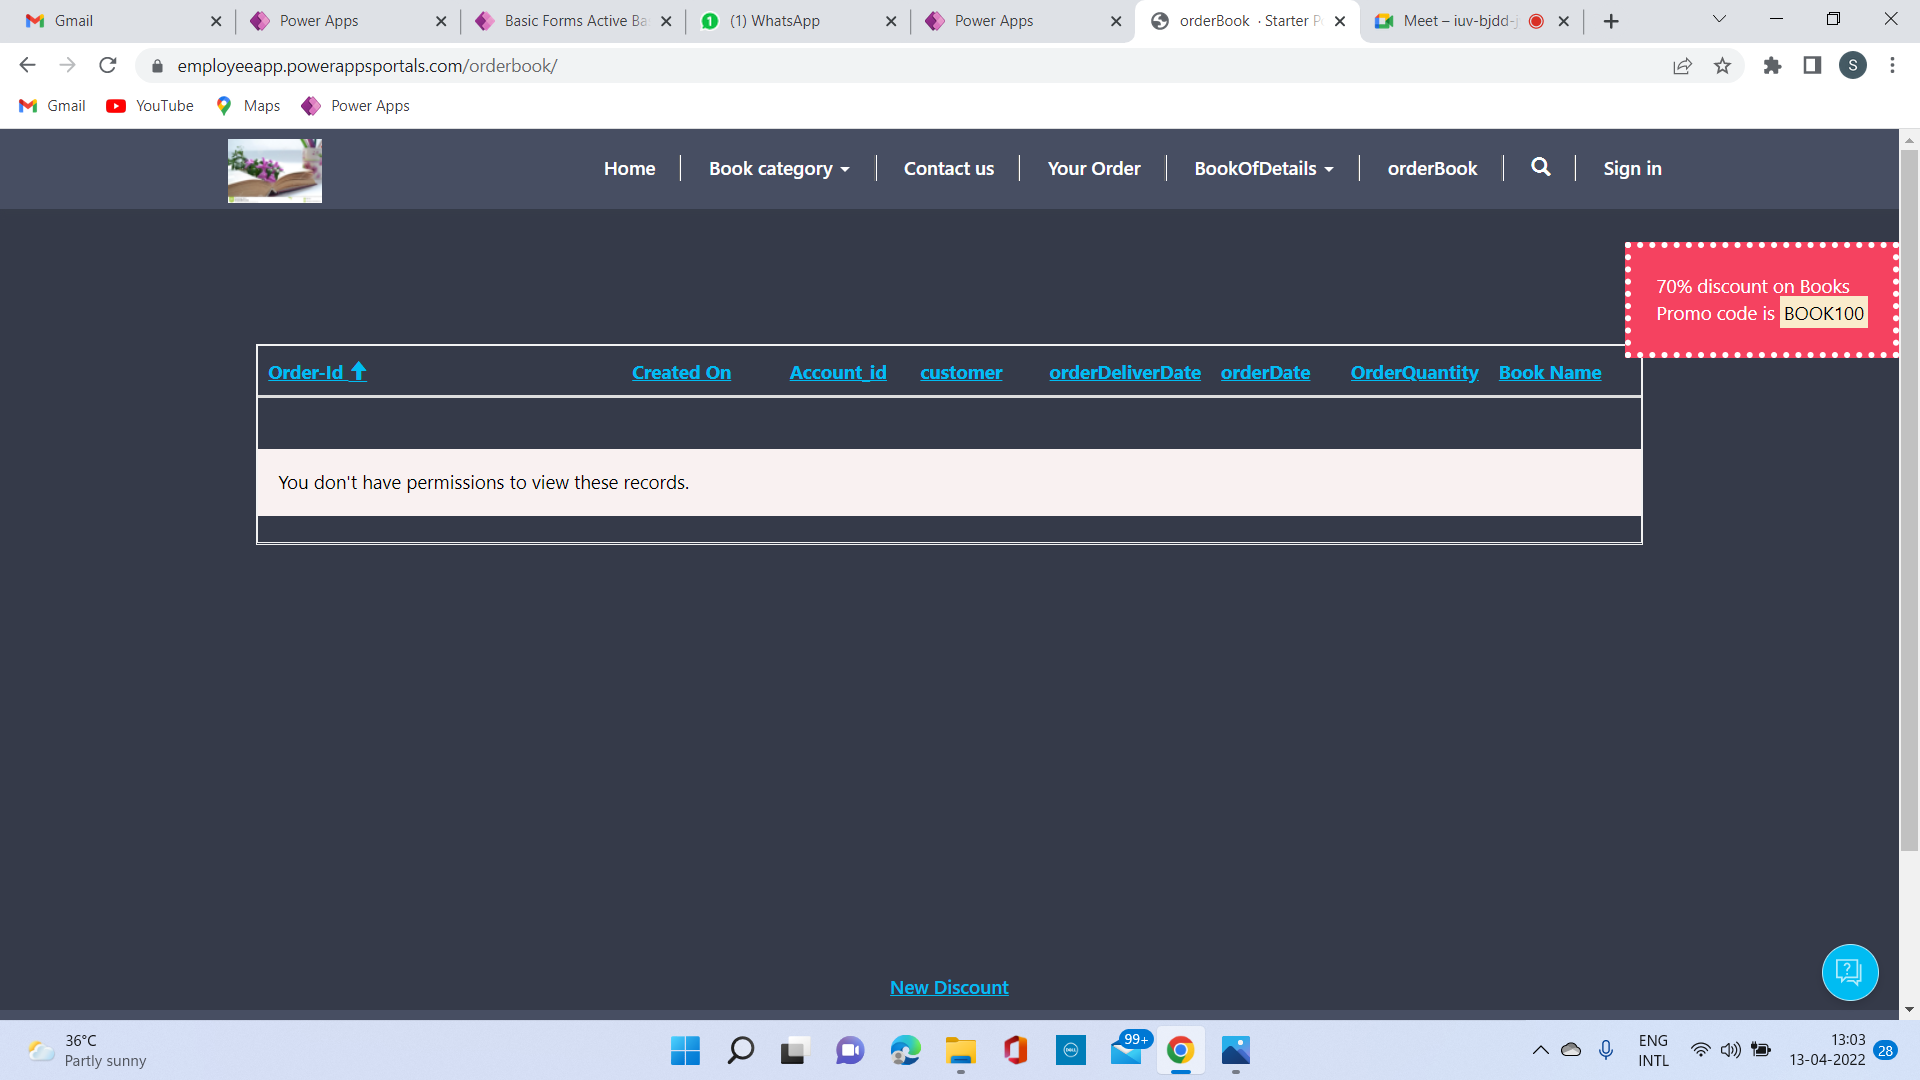 Gmail
Power Apps
Basic Forms Active Ba
(1) WhatsApp
Power Apps
orderBook · Starter P
Meet – iuv-bjdd-j
employeeapp.powerappsportals.com/orderbook/
S
Gmail
YouTube
Maps
Power Apps
Home
Book category
Contact us
Your Order
BookOfDetails
orderBook
Sign in
70% discount on Books
Promo code is BOOK100
Order-Id
Created On
Account_id
customer
orderDeliverDate
orderDate
OrderQuantity
Book Name
You don't have permissions to view these records.
New Discount
36°C
Partly sunny
DELL
99+
ENG
INTL
13:03
13-04-2022
28